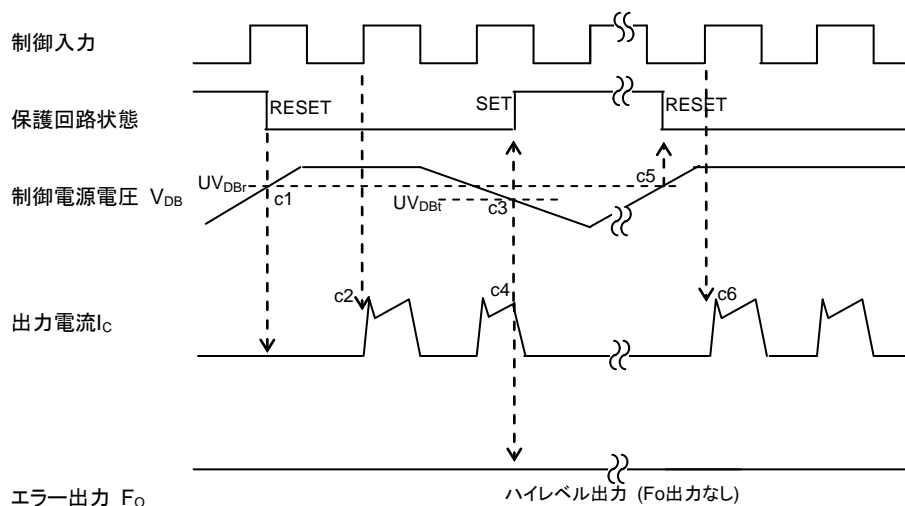 制御入力
RESET
SET
RESET
保護回路状態
UVDBr
c1
c5
制御電源電圧 VDB
UVDBt
c3
c2
c4
c6
出力電流IC
ハイレベル出力 (Fo出力なし)
エラー出力 FO